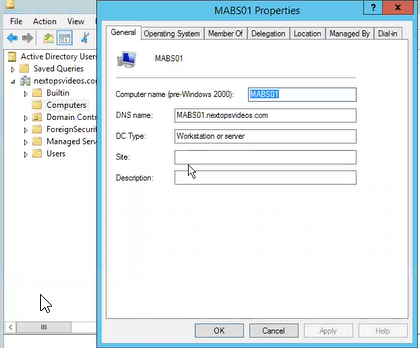 MABS01 Properties
? X
File Action View
General Operating System Member Of Delegation Location Managed By Dial-in
Active Directory Users
Saved Queries
nextopsvideos.co
Builtin
Computers
Domain Contr
ForeignSecurit
Managed Serv
Users
MABS01
Computer name (pre-Windows 2000): MABS01
DNS name: MABS01.nextopsvideos.com
DC Type: Workstation or server
Site:
Description:
OK Cancel Apply Help